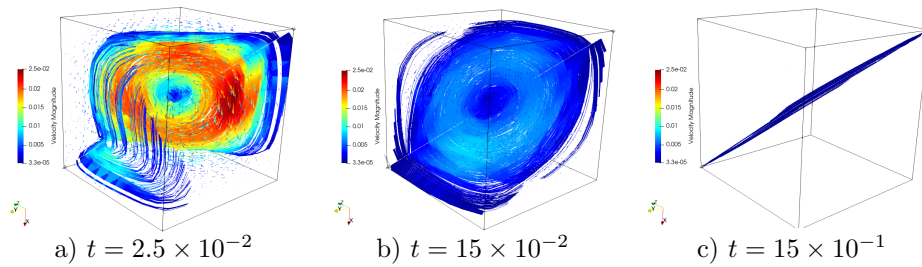 2.5e-02
0.02
0.015
0.01
0.005
3.3e-05
Velocity Magnitude
Z
Y
X
a) t = 2.5 × 10⁻²
2.5e-02
0.02
0.015
0.01
0.005
3.3e-05
Velocity Magnitude
Z
Y
X
b) t = 15 × 10⁻²
2.5e-02
0.02
0.015
0.01
0.005
3.3e-05
Velocity Magnitude
Z
Y
X
c) t = 15 × 10⁻¹